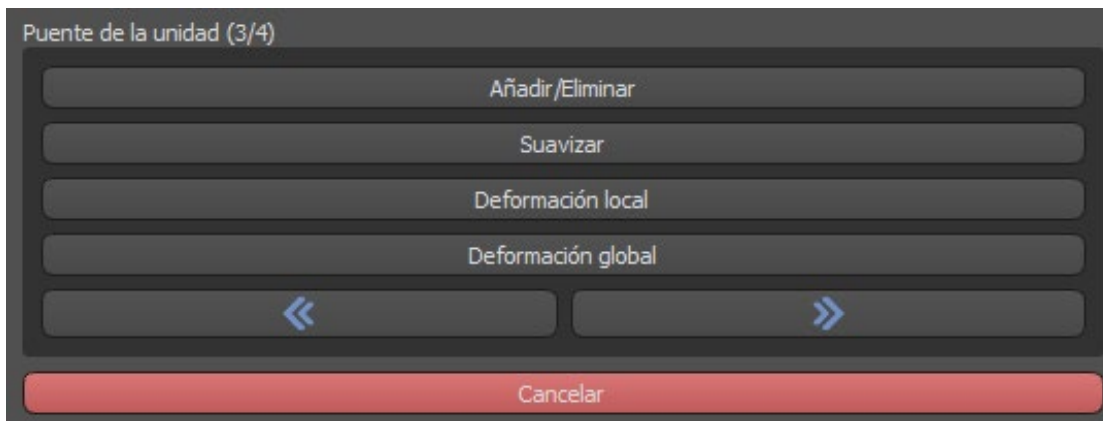 Puente de la unidad (3/4)
Añadir/Eliminar
Suavizar
Deformación local
Deformación global
Cancelar